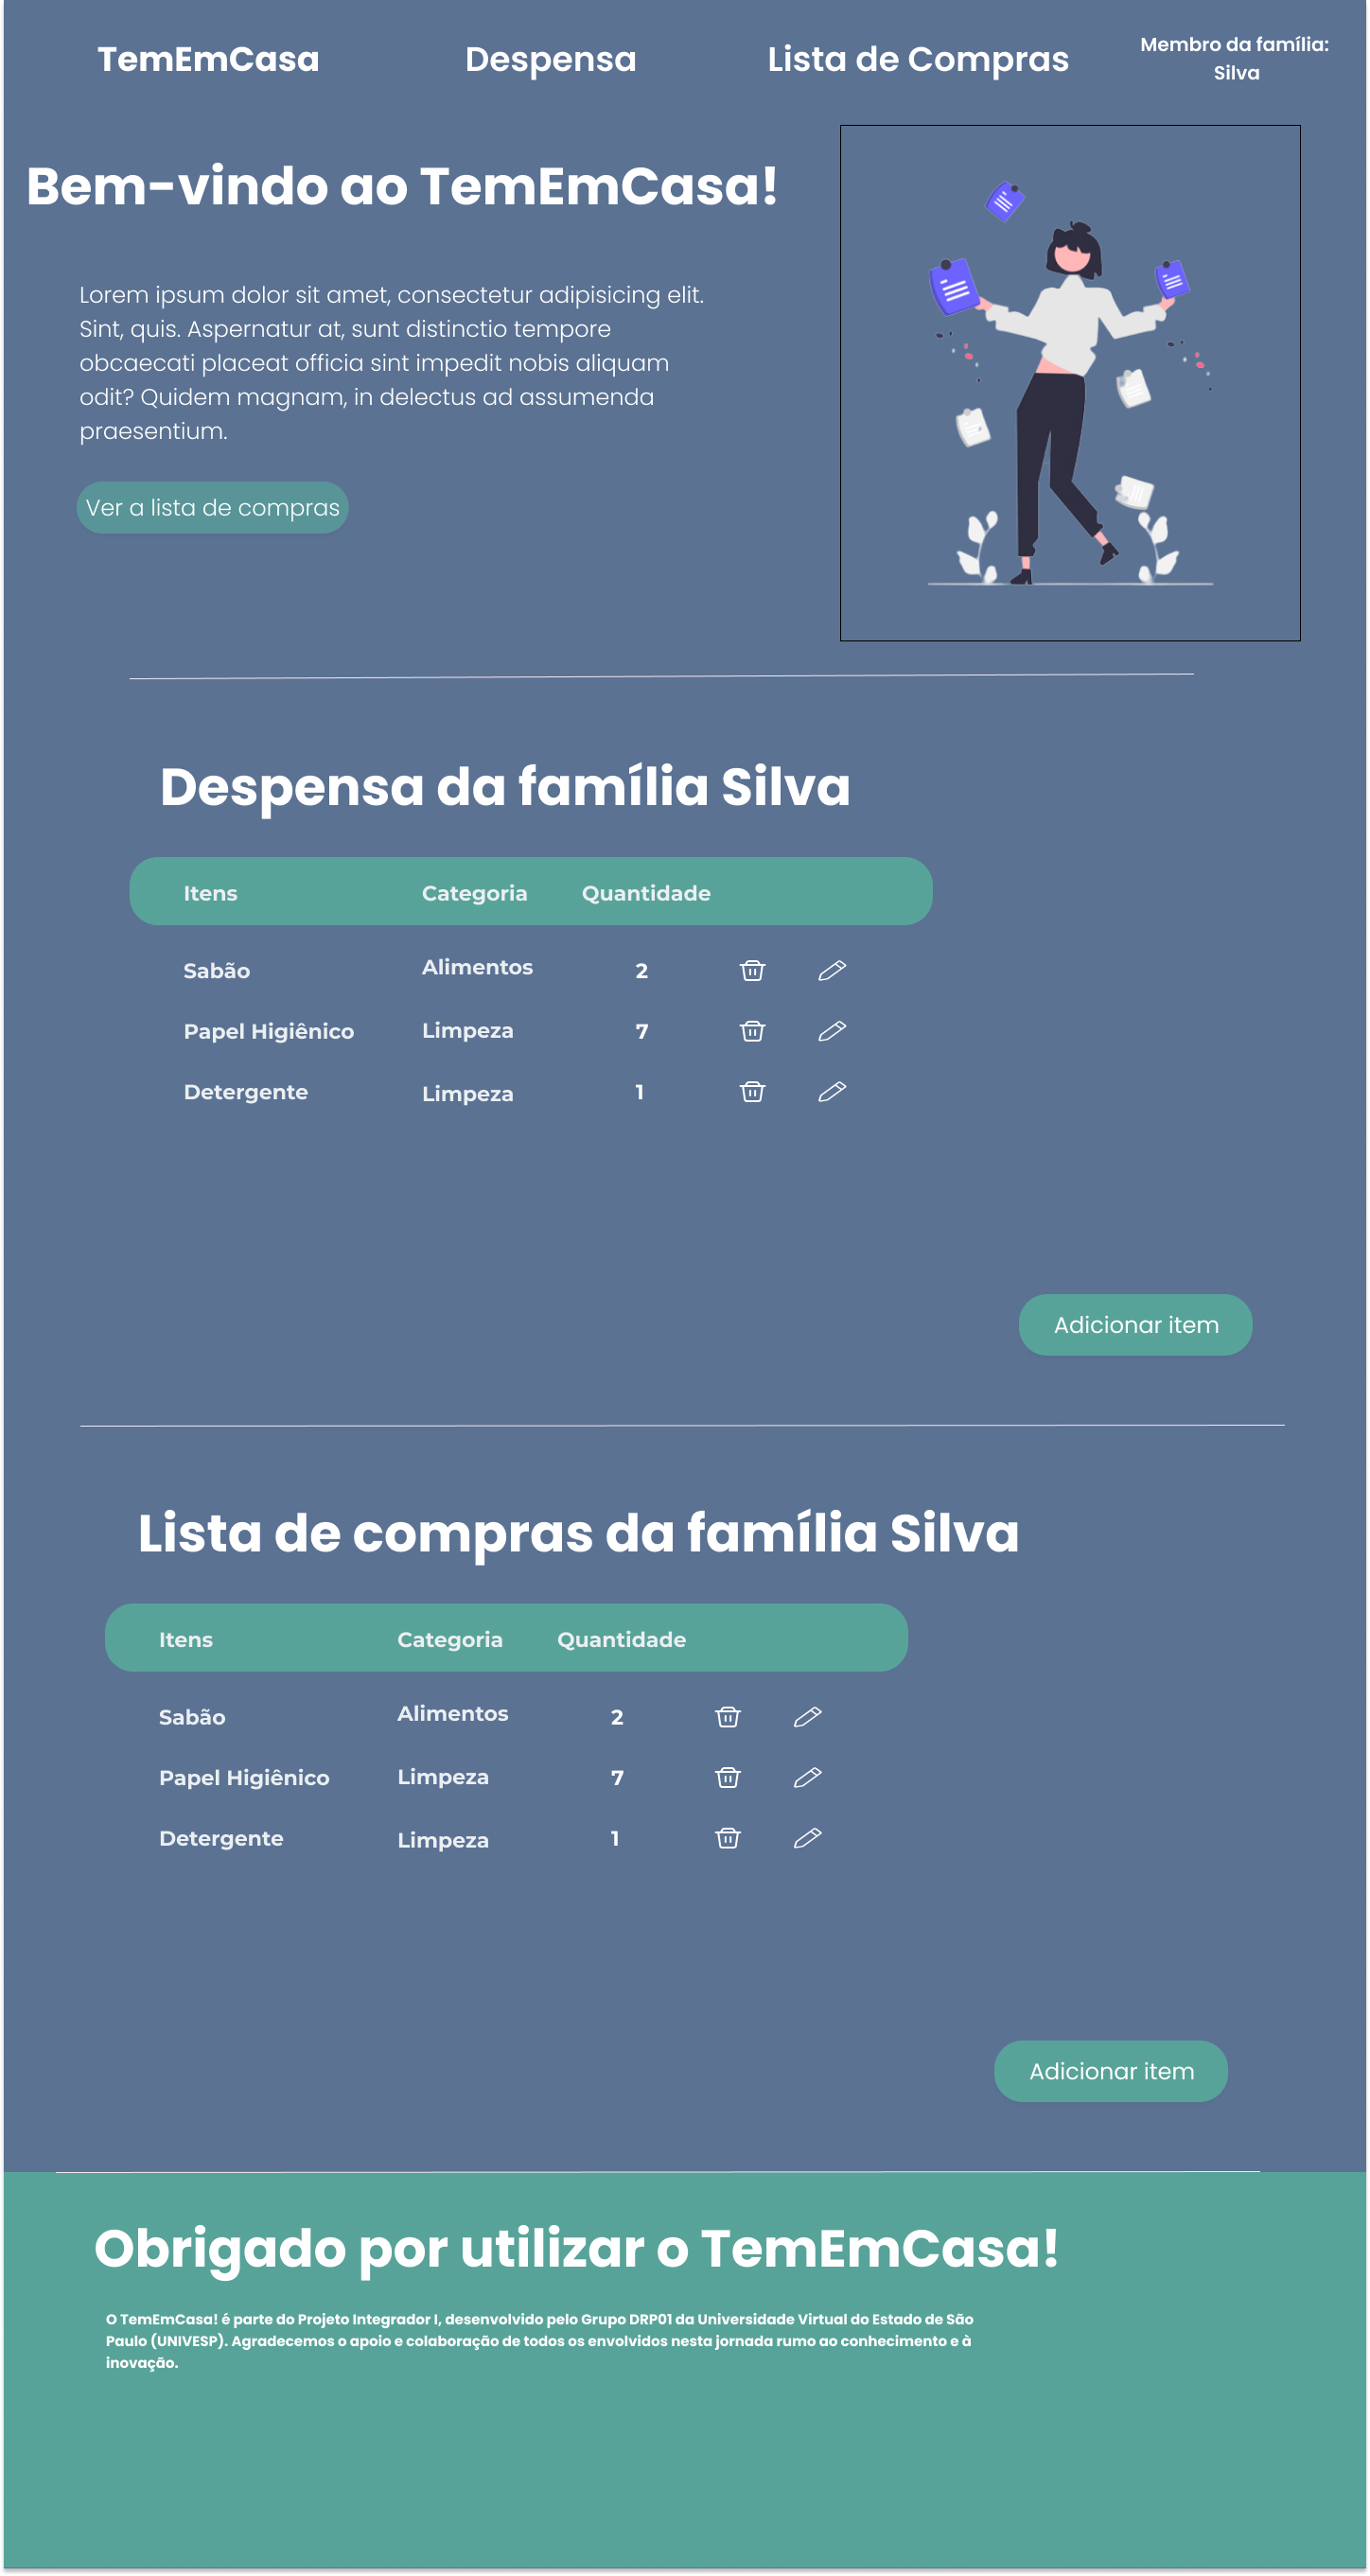 TemEmCasa
Despensa
Lista de Compras
Membro da família:
Silva
Bem-vindo ao TemEmCasa!
Lorem ipsum dolor sit amet, consectetur adipisicing elit.
Sint, quis. Aspernatur at, sunt distinctio tempore
obcaecati placeat officia sint impedit nobis aliquam
odit? Quidem magnam, in delectus ad assumenda
praesentium.
Ver a lista de compras
Despensa da família Silva
Itens Categoria Quantidade
Sabão Alimentos 2
Papel Higiênico Limpeza 7
Detergente Limpeza 1
Adicionar item
Lista de compras da família Silva
Itens Categoria Quantidade
Sabão Alimentos 2
Papel Higiênico Limpeza 7
Detergente Limpeza 1
Adicionar item
Obrigado por utilizar o TemEmCasa!
O TemEmCasa! é parte do Projeto Integrador I, desenvolvido pelo Grupo DRP01 da Universidade Virtual do Estado de São
Paulo (UNIVESP). Agradecemos o apoio e colaboração de todos os envolvidos nesta jornada rumo ao conhecimento e à
inovação.